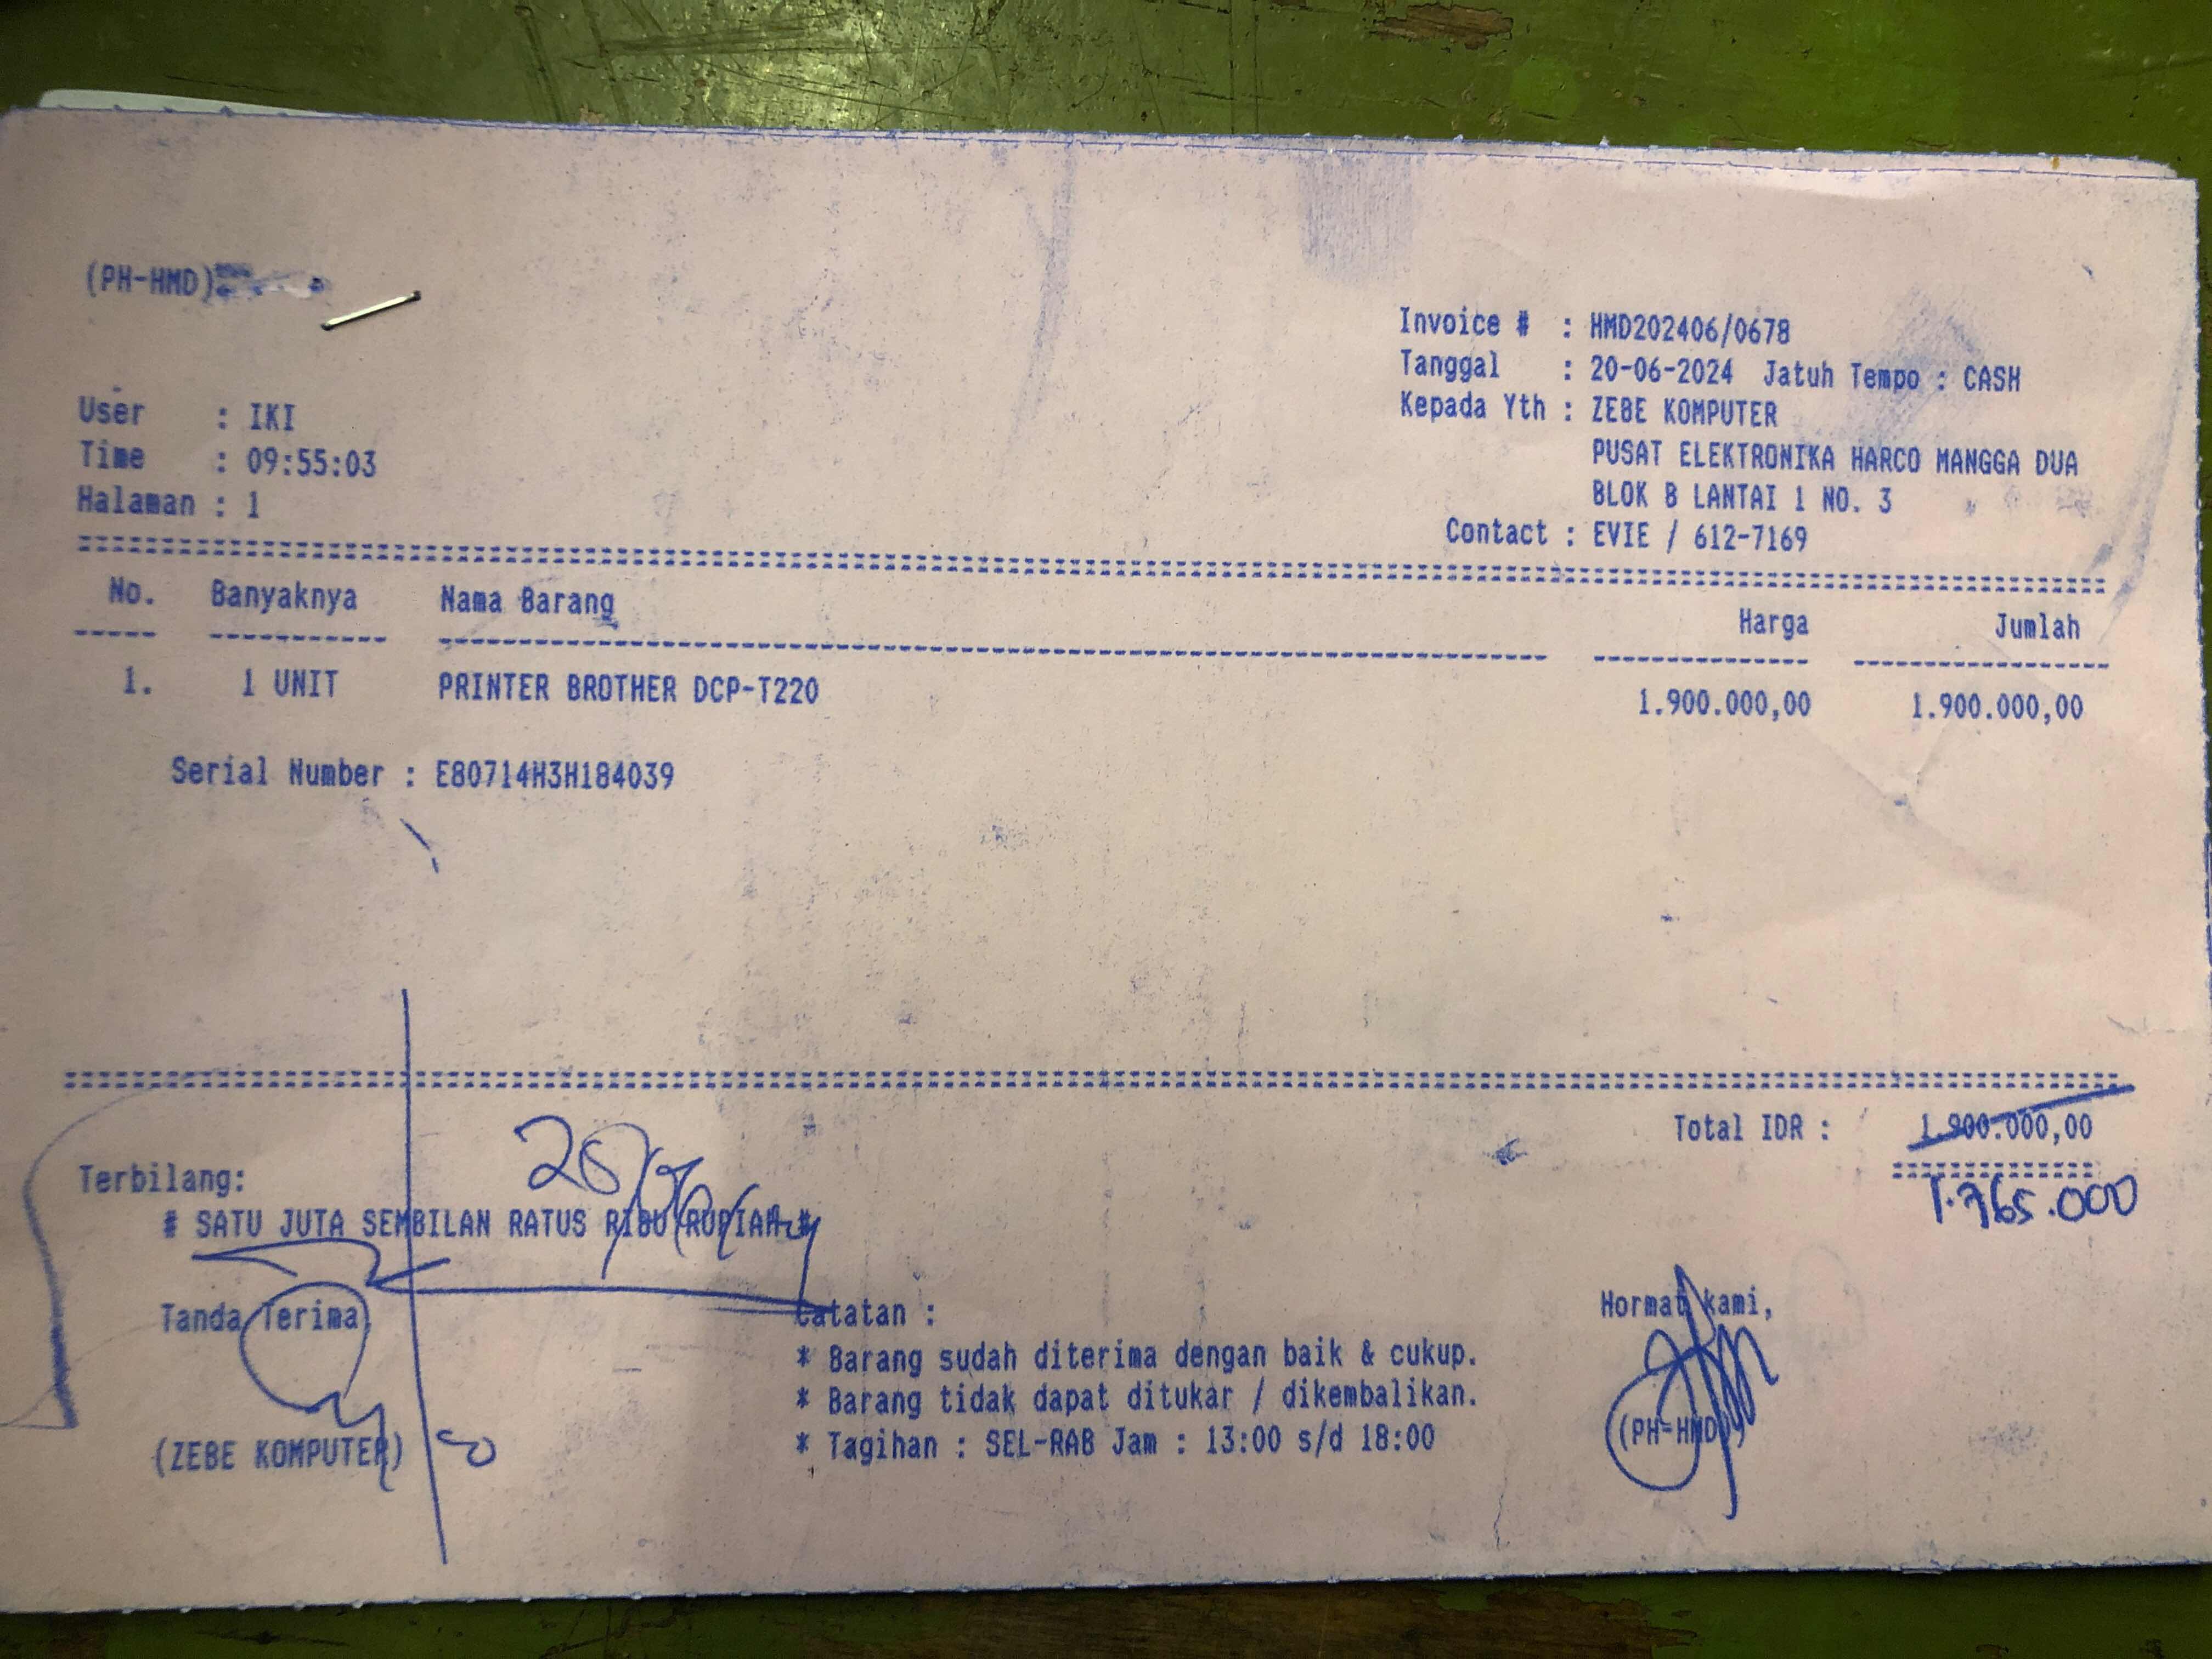 (PH-HMD)
Invoice # : HMD202406/0678
Tanggal : 20-06-2024 Jatuh Tempo : CASH
Kepada Yth : ZEBE KOMPUTER
PUSAT ELEKTRONIKA HARCO MANGGA DUA
BLOK B LANTAI 1 NO. 3
Contact : EVIE / 612-7169
User : IKI
Time : 09:55:03
Halaman : 1
No. Banyaknya Nama Barang Harga Jumlah
1. 1 UNIT PRINTER BROTHER DCP-T220 1.900.000,00 1.900.000,00
Serial Number : E80714H3H184039
Total IDR : 1.900.000,00
1.765.000
Terbilang:
# SATU JUTA SEMBILAN RATUS RIBU RUPIAH #
Tanda Terima
(ZEBE KOMPUTER)
Catatan :
* Barang sudah diterima dengan baik & cukup.
* Barang tidak dapat ditukar / dikembalikan.
* Tagihan : SEL-RAB Jam : 13:00 s/d 18:00
Hormat kami,
(PH-HMD)